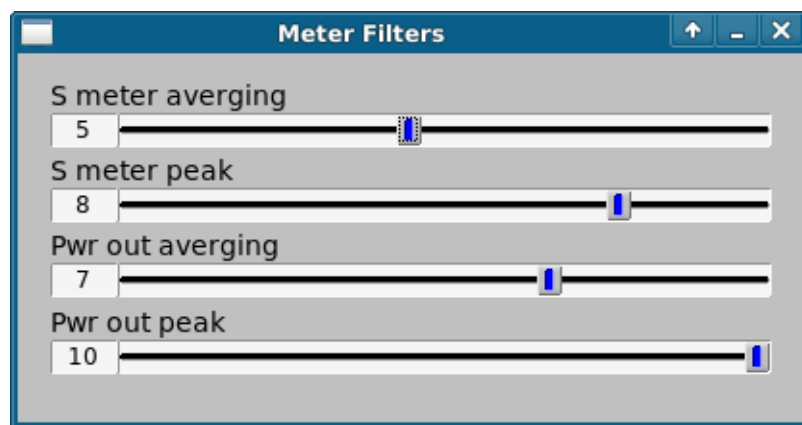 Meter Filters
S meter averging
5
S meter peak
8
Pwr out averging
7
Pwr out peak
10